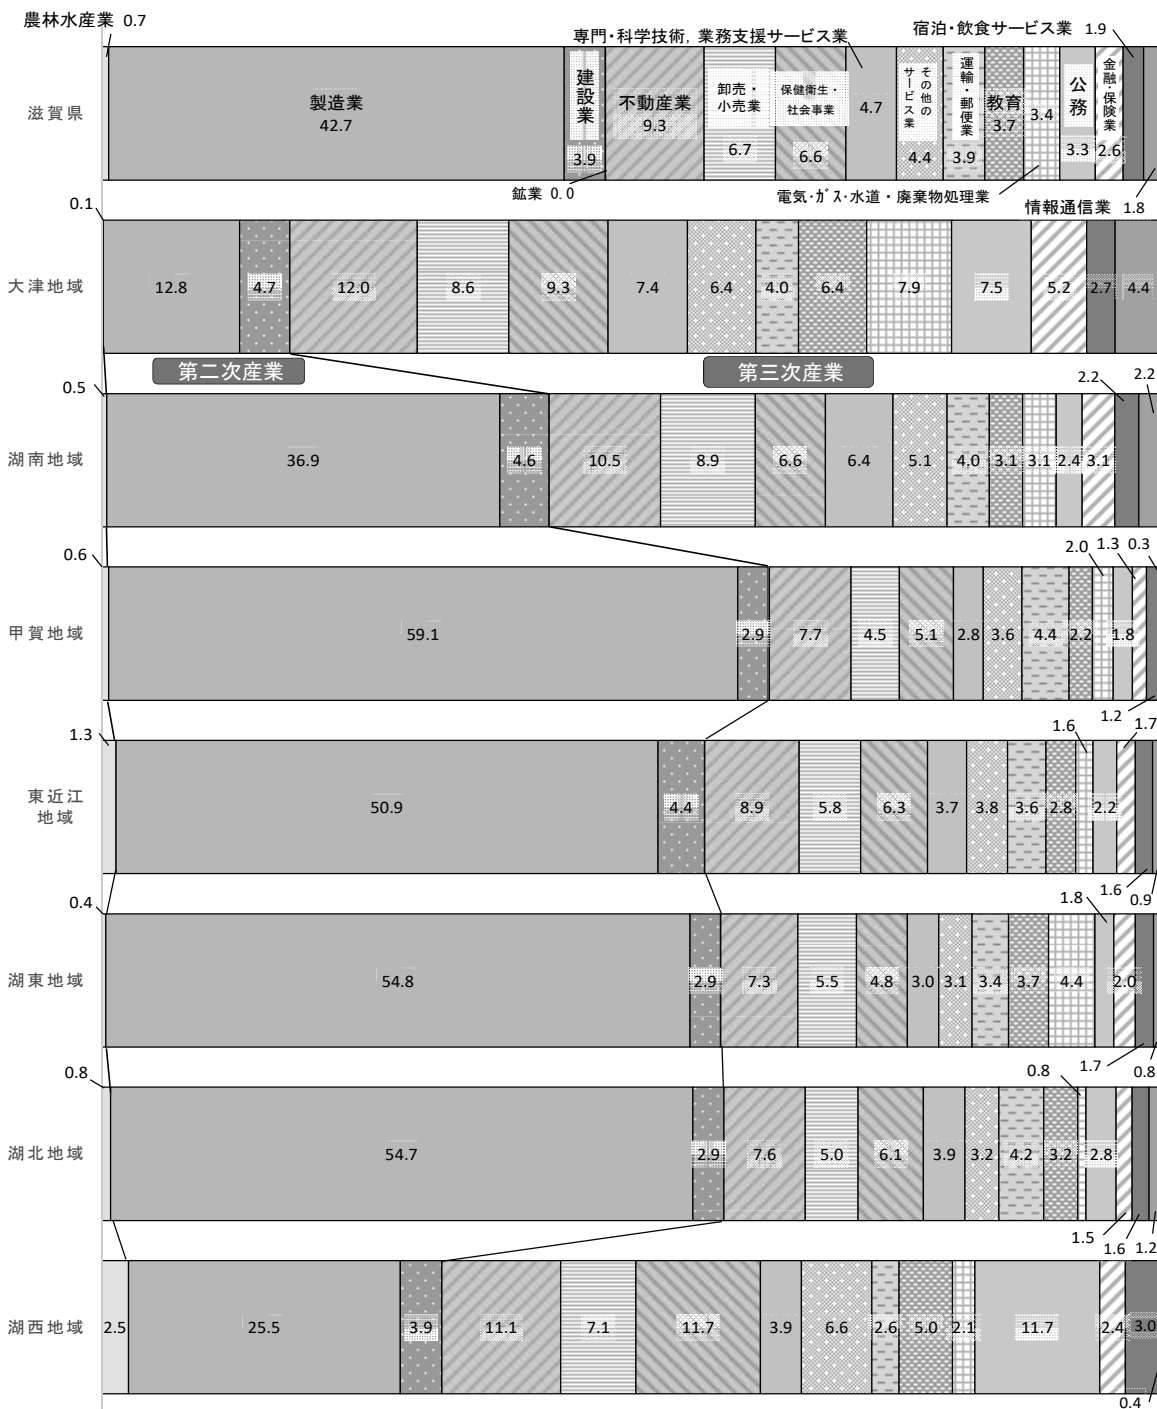 農林水産業 0.7
専門・科学技術, 業務支援サービス業
宿泊・飲食サービス業 1.9
滋賀県
製造業
42.7
建設業
3.9
不動産業
9.3
卸売・
小売業
6.7
保健衛生・
社会事業
6.6
4.7
その他の
サービス業
4.4
運輸・郵便業
3.9
教育
3.7
3.4
公務
3.3
金融・保険業
2.6
鉱業 0.0
電気・ガス・水道・廃棄物処理業
情報通信業 1.8
0.1
大津地域
12.8 4.7 12.0 8.6 9.3 7.4 6.4 4.0 6.4 7.9 7.5 5.2 2.7 4.4
第二次産業
第三次産業
0.5
2.2 2.2
湖南地域
36.9 4.6 10.5 8.9 6.6 6.4 5.1 4.0 3.1 3.1 2.4 3.1
0.6
2.0 1.3 0.3
甲賀地域
59.1 2.9 7.7 4.5 5.1 2.8 3.6 4.4 2.2 1.8
1.2
1.3
1.6 1.7
東近江
地域
50.9 4.4 8.9 5.8 6.3 3.7 3.8 3.6 2.8 2.2
1.6 0.9
0.4
1.8
湖東地域
54.8 2.9 7.3 5.5 4.8 3.0 3.1 3.4 3.7 4.4 2.0
1.7 0.8
0.8
0.8
湖北地域
54.7 2.9 7.6 5.0 6.1 3.9 3.2 4.2 3.2 2.8
1.5 1.6 1.2
湖西地域
2.5 25.5 3.9 11.1 7.1 11.7 3.9 6.6 2.6 5.0 2.1 11.7 2.4 3.0
0.4